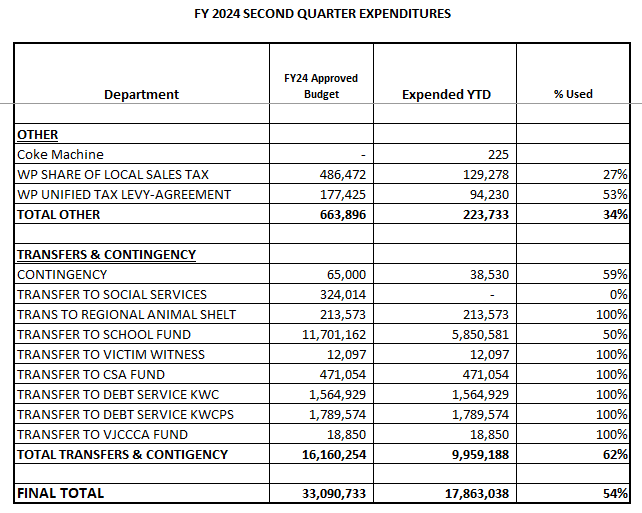 FY 2024 SECOND QUARTER EXPENDITURES
Department FY24 Approved Budget Expended YTD % Used
OTHER
Coke Machine - 225
WP SHARE OF LOCAL SALES TAX 486,472 129,278 27%
WP UNIFIED TAX LEVY-AGREEMENT 177,425 94,230 53%
TOTAL OTHER 663,896 223,733 34%
TRANSFERS & CONTINGENCY
CONTINGENCY 65,000 38,530 59%
TRANSFER TO SOCIAL SERVICES 324,014 - 0%
TRANS TO REGIONAL ANIMAL SHELT 213,573 213,573 100%
TRANSFER TO SCHOOL FUND 11,701,162 5,850,581 50%
TRANSFER TO VICTIM WITNESS 12,097 12,097 100%
TRANSFER TO CSA FUND 471,054 471,054 100%
TRANSFER TO DEBT SERVICE KWC 1,564,929 1,564,929 100%
TRANSFER TO DEBT SERVICE KWCPS 1,789,574 1,789,574 100%
TRANSFER TO VJCCCA FUND 18,850 18,850 100%
TOTAL TRANSFERS & CONTIGENCY 16,160,254 9,959,188 62%
FINAL TOTAL 33,090,733 17,863,038 54%